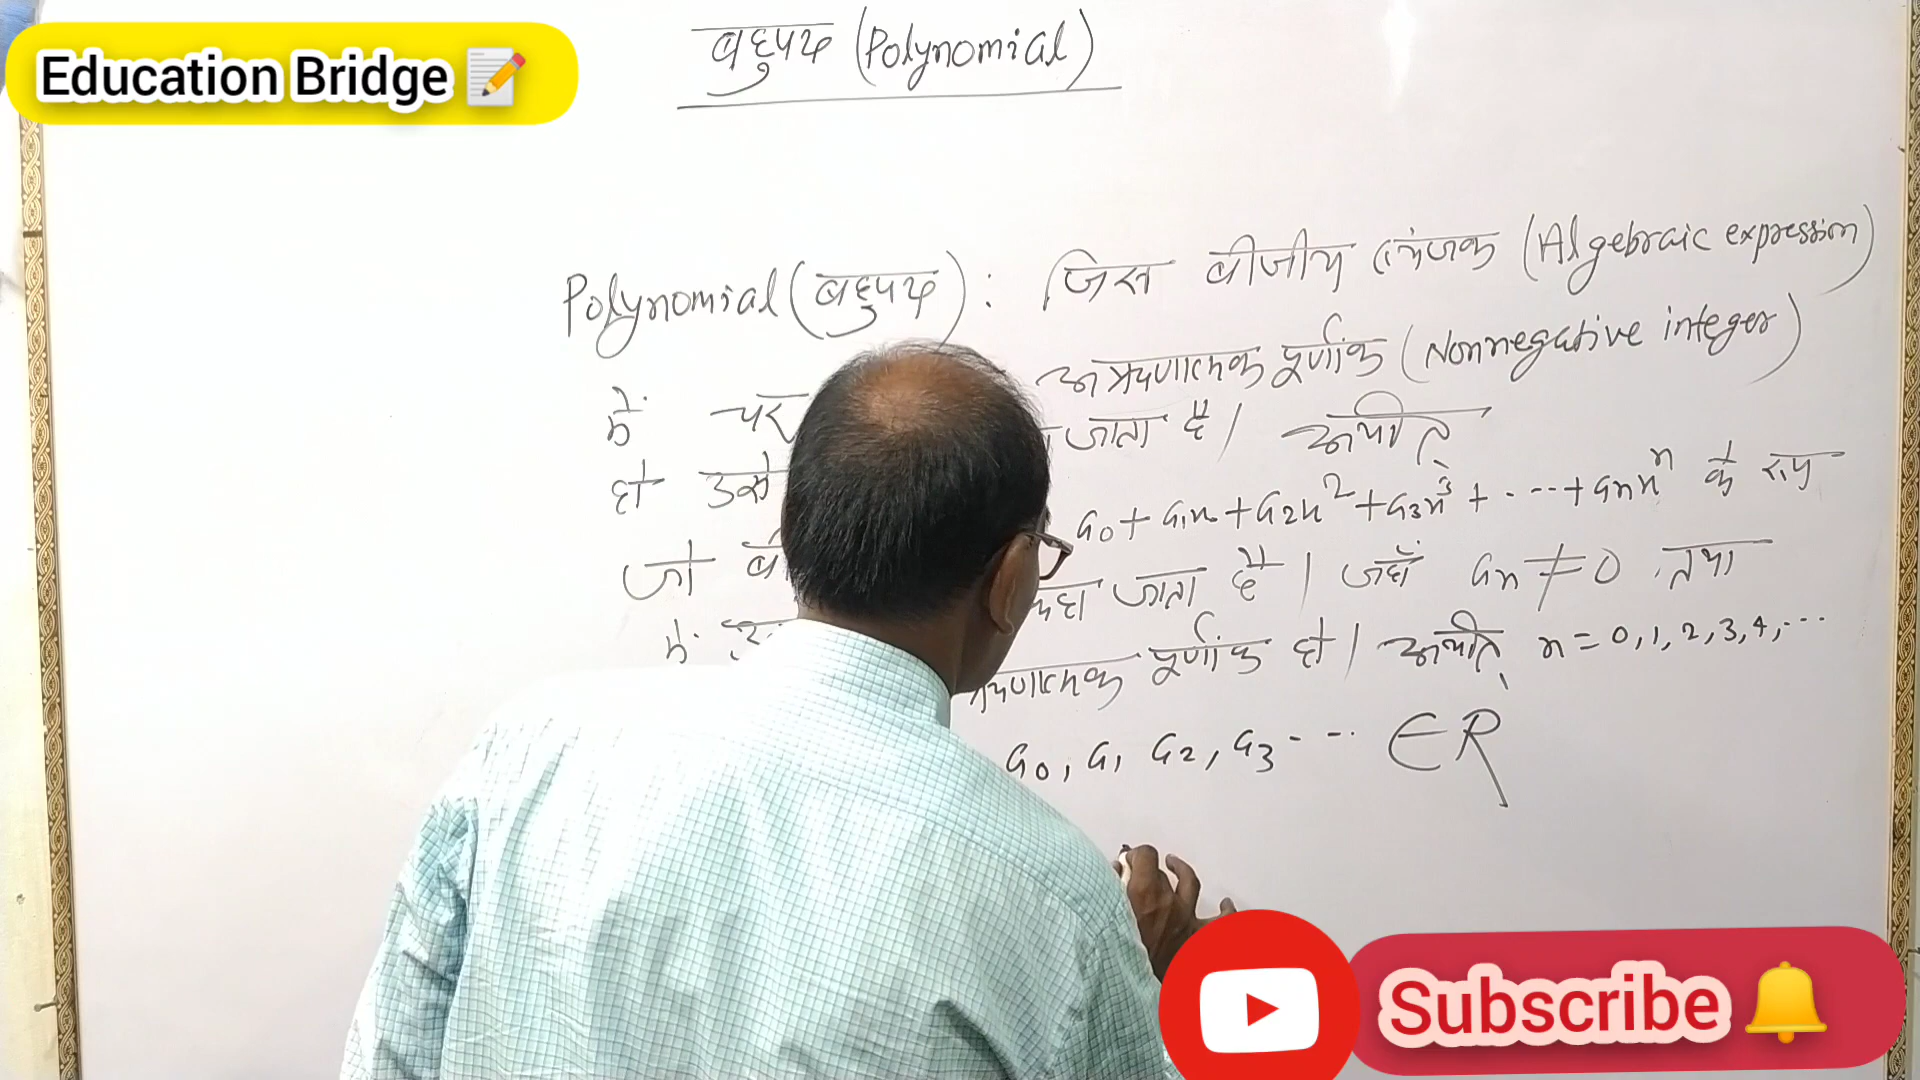 Education Bridge
बहुपद (Polynomial)
Polynomial (बहुपद) : जिस बीजीय व्यंजक (Algebraic expression)
में चर अऋणात्मक पूर्णांक (Nonnegative integer)
हो उसे जाता है। अर्थात्
जो a₀ + a₁x + a₂x² + a₃x³ + ---- + aₙxⁿ के रूप
में कहा जाता है। जहाँ aₙ ≠ 0 तथा
पूर्णांक हो। अर्थात् n = 0, 1, 2, 3, 4, ---
a₀, a₁ a₂, a₃ --- ∈ R
Subscribe